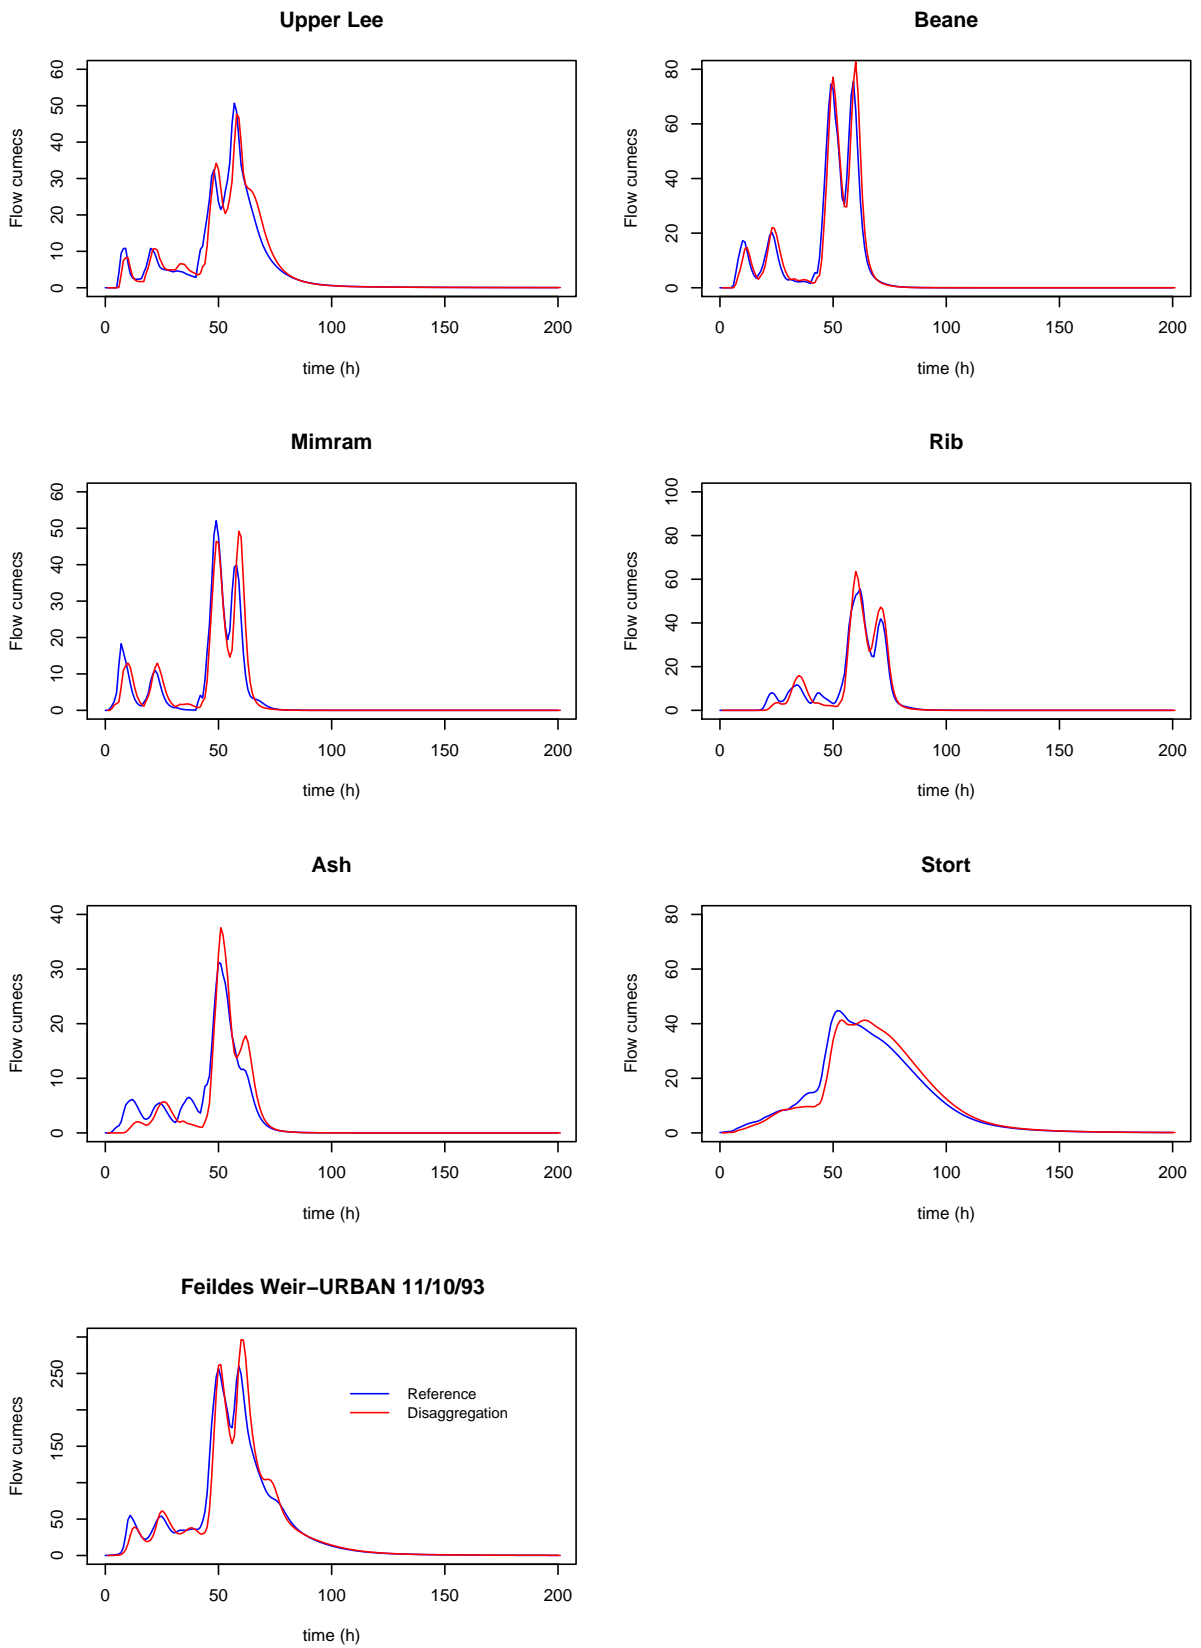 Upper Lee
Flow cumecs
0 10 20 30 40 50 60
0 50 100 150 200
time (h)
Beane
Flow cumecs
0 20 40 60 80
0 50 100 150 200
time (h)
Mimram
Flow cumecs
0 10 20 30 40 50 60
0 50 100 150 200
time (h)
Rib
Flow cumecs
0 20 40 60 80 100
0 50 100 150 200
time (h)
Ash
Flow cumecs
0 10 20 30 40
0 50 100 150 200
time (h)
Stort
Flow cumecs
0 20 40 60 80
0 50 100 150 200
time (h)
Feildes Weir−URBAN 11/10/93
Flow cumecs
0 50 150 250
Reference
Disaggregation
0 50 100 150 200
time (h)